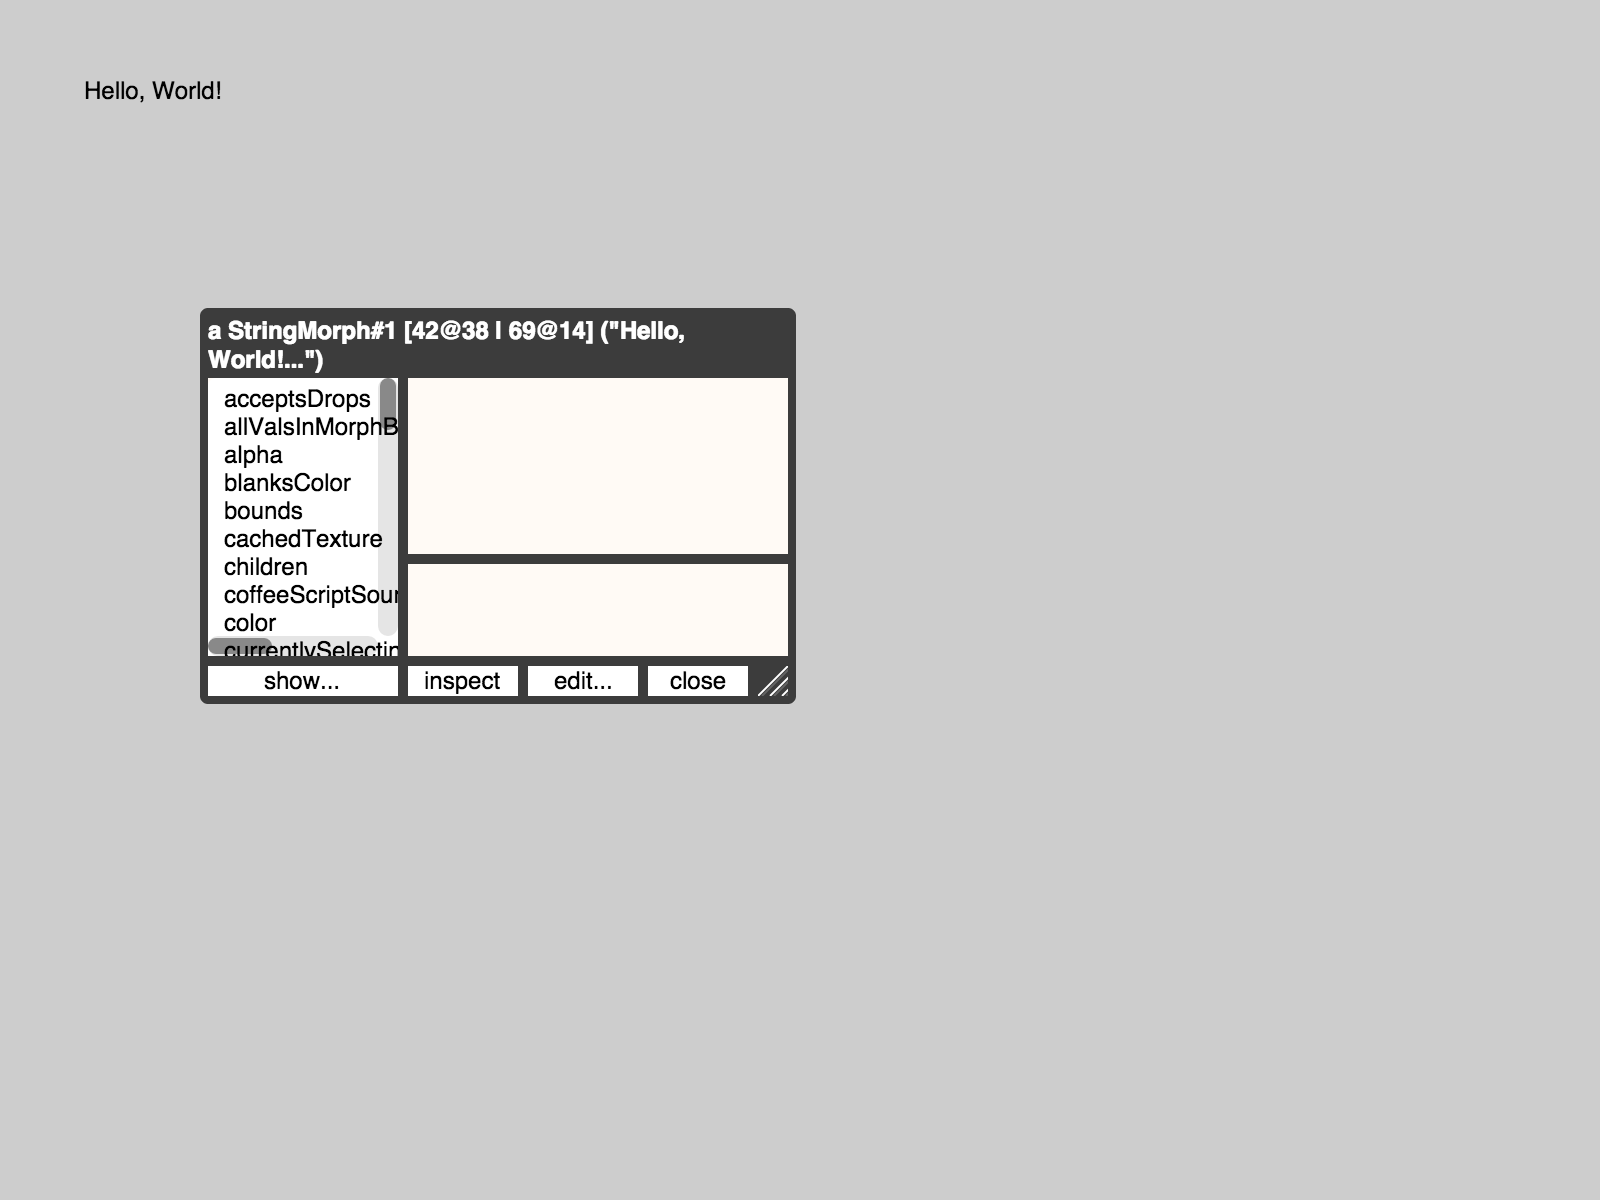 Hello, World!
a StringMorph#1 [42@38 | 69@14] ("Hello,
World!...")
acceptsDrops
allValsInMorphB
alpha
blanksColor
bounds
cachedTexture
children
coffeeScriptSour
color
currentlySelectin
show...
inspect
edit...
close